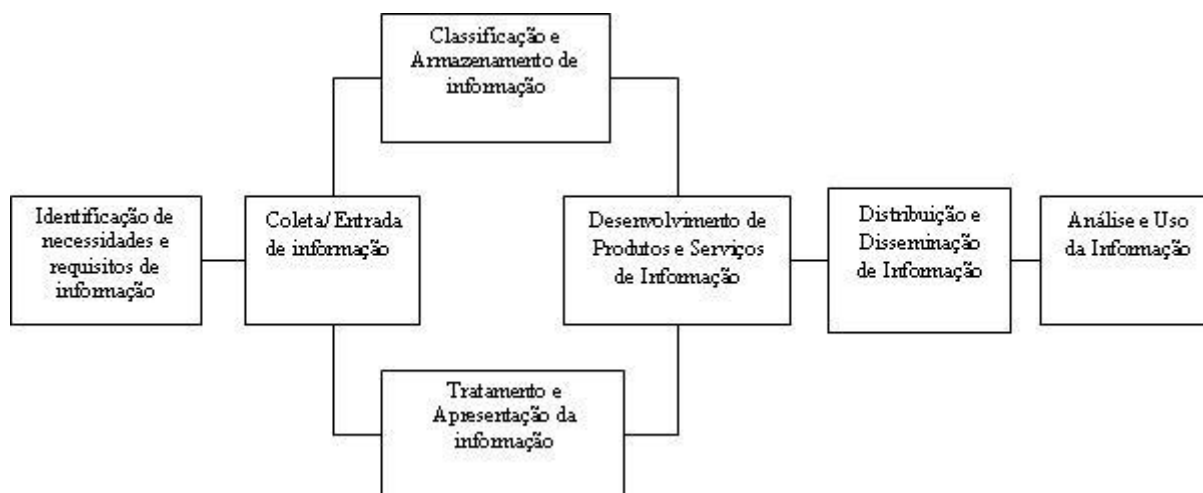 Classificação e
Armazenamento de
informação
Identificação de
necessidades e
requisitos de
informação
Coleta/ Entrada
de informação
Desenvolvimento de
Produtos e Serviços
de Informação
Distribuição e
Disseminação
de Informação
Análise e Uso
da Informação
Tratamento e
Apresentação da
informação